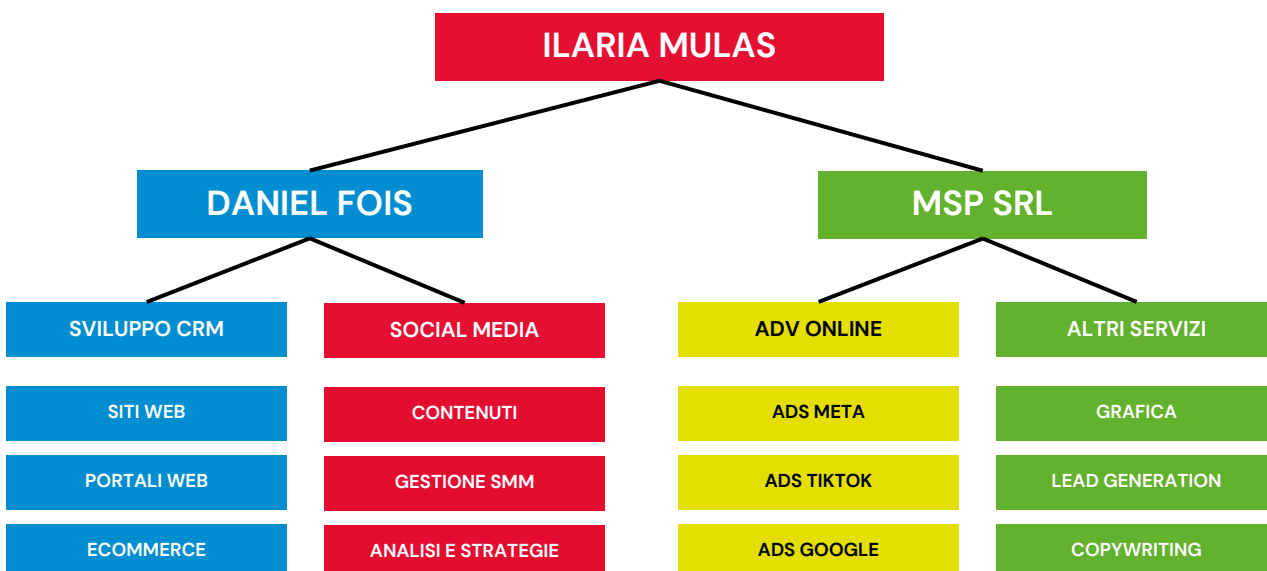 ILARIA MULAS
DANIEL FOIS
MSP SRL
SVILUPPO CRM
SOCIAL MEDIA
ADV ONLINE
ALTRI SERVIZI
SITI WEB
CONTENUTI
ADS META
GRAFICA
PORTALI WEB
GESTIONE SMM
ADS TIKTOK
LEAD GENERATION
ECOMMERCE
ANALISI E STRATEGIE
ADS GOOGLE
COPYWRITING